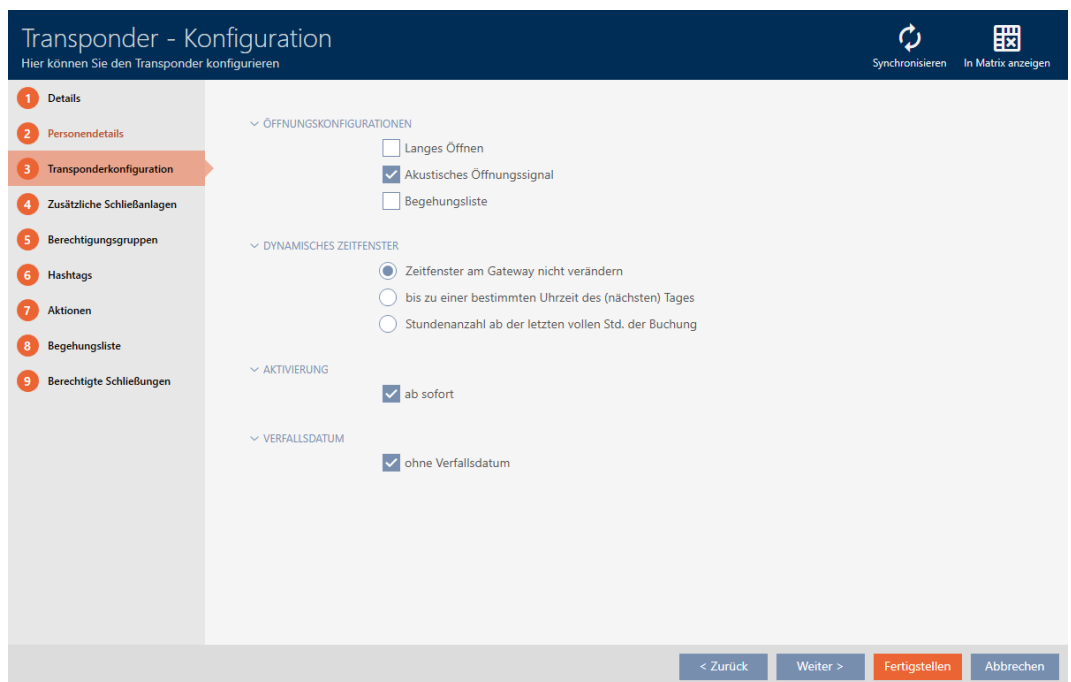 Transponder - Konfiguration
Hier können Sie den Transponder konfigurieren
Synchronisieren
In Matrix anzeigen
1 Details
2 Personendetails
3 Transponderkonfiguration
4 Zusätzliche Schließanlagen
5 Berechtigungsgruppen
6 Hashtags
7 Aktionen
8 Begehungsliste
9 Berechtigte Schließungen
ÖFFNUNGSKONFIGURATIONEN
Langes Öffnen
Akustisches Öffnungssignal
Begehungsliste
DYNAMISCHES ZEITFENSTER
Zeitfenster am Gateway nicht verändern
bis zu einer bestimmten Uhrzeit des (nächsten) Tages
Stundenanzahl ab der letzten vollen Std. der Buchung
AKTIVIERUNG
ab sofort
VERFALLSDATUM
ohne Verfallsdatum
< Zurück
Weiter >
Fertigstellen
Abbrechen